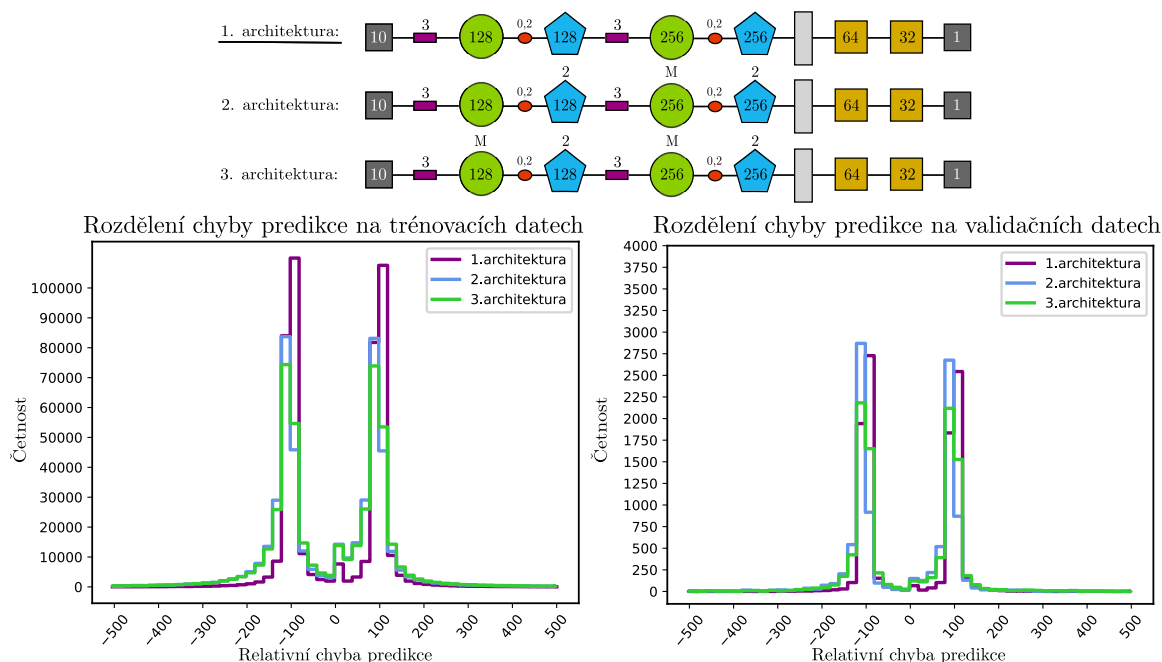 1. architektura: 10 3 128 0,2 128 3 256 0,2 256 64 32 1
2 M 2
2. architektura: 10 3 128 0,2 128 3 256 0,2 256 64 32 1
M 2 M 2
3. architektura: 10 3 128 0,2 128 3 256 0,2 256 64 32 1
Rozdělení chyby predikce na trénovacích datech
1.architektura
2.architektura
3.architektura
100000
90000
80000
70000
60000
50000
40000
30000
20000
10000
0
Četnost
−500 −400 −300 −200 −100 0 100 200 300 400 500
Relativní chyba predikce
Rozdělení chyby predikce na validačních datech
1.architektura
2.architektura
3.architektura
4000
3750
3500
3250
3000
2750
2500
2250
2000
1750
1500
1250
1000
750
500
250
0
Četnost
−500 −400 −300 −200 −100 0 100 200 300 400 500
Relativní chyba predikce